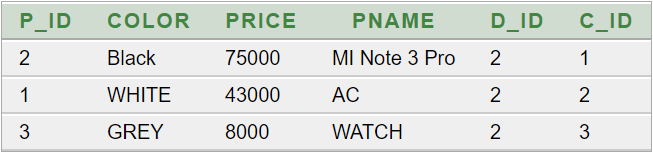 P_ID COLOR PRICE PNAME D_ID C_ID
2 Black 75000 MI Note 3 Pro 2 1
1 WHITE 43000 AC 2 2
3 GREY 8000 WATCH 2 3